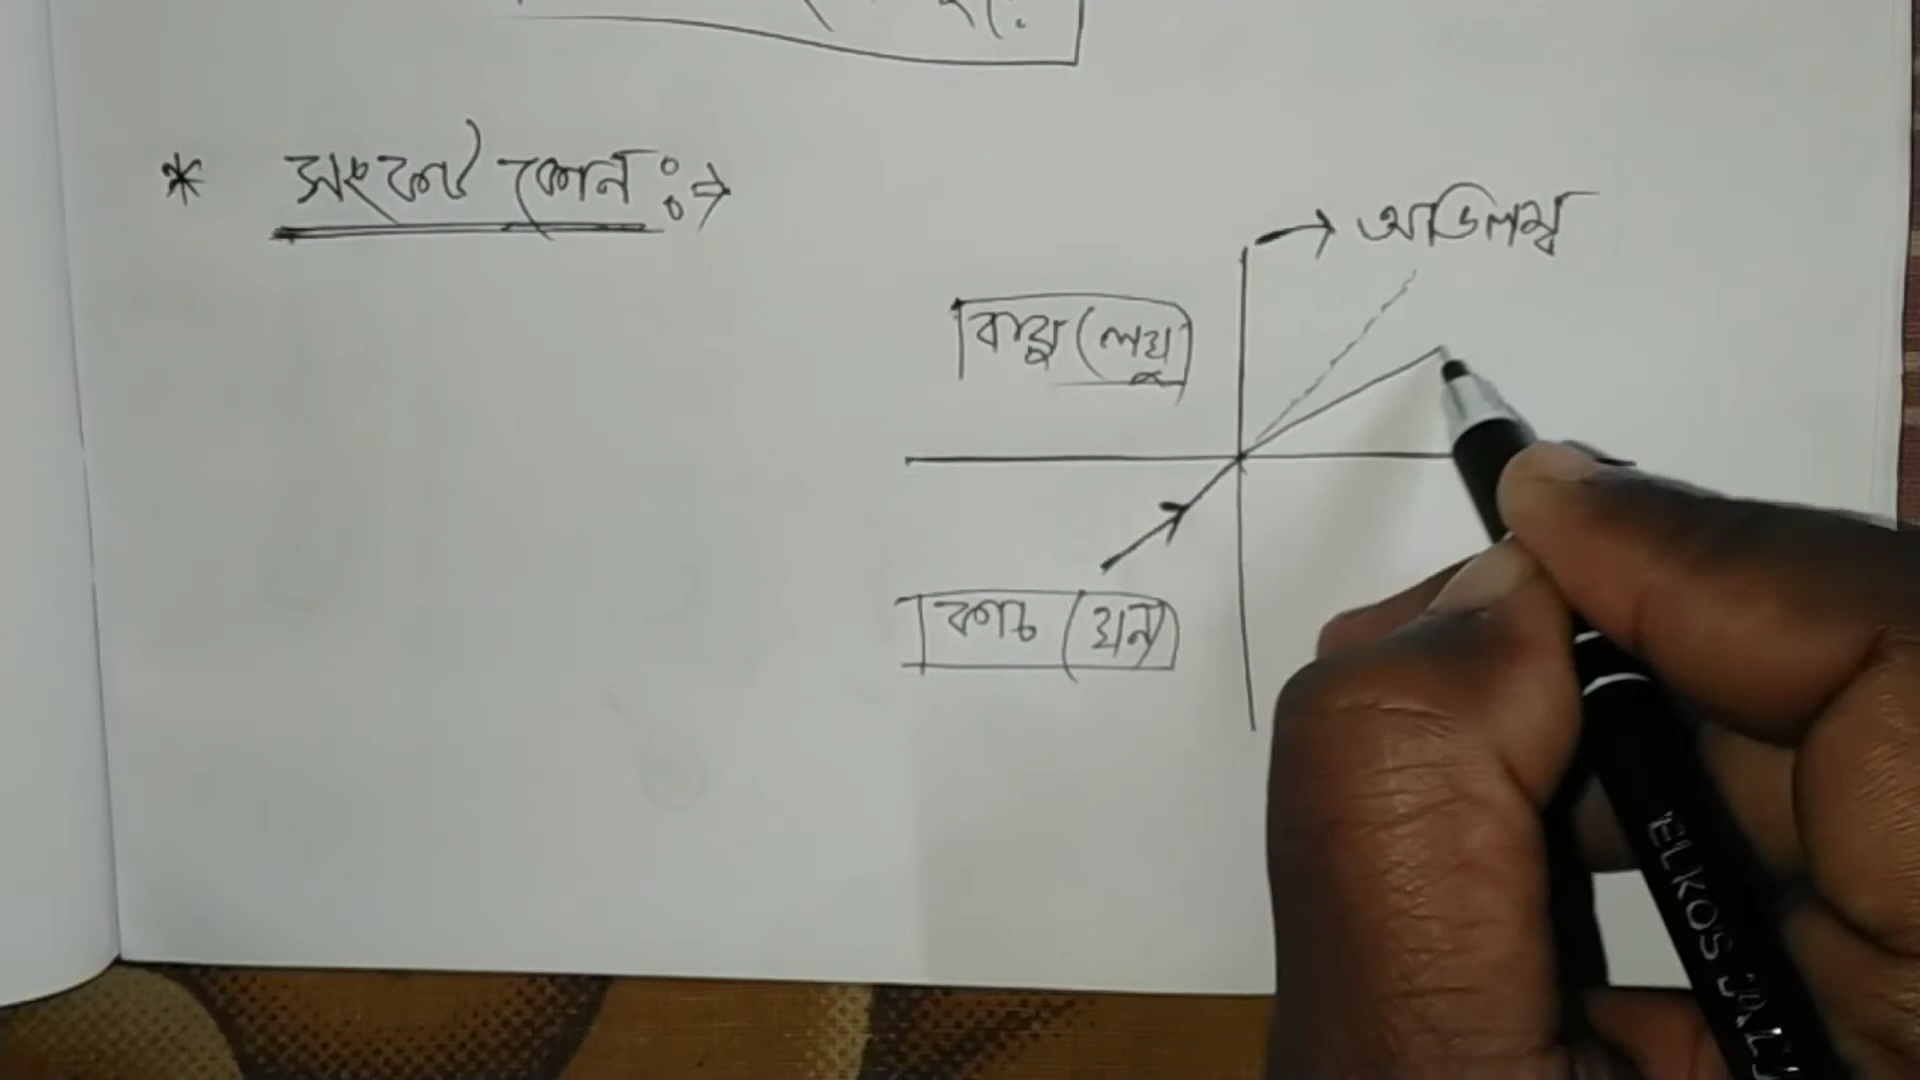 * সংকট কোন :→
→ অভিলম্ব
বায়ু (লঘু)
কাচ (ঘন)
ELKOS